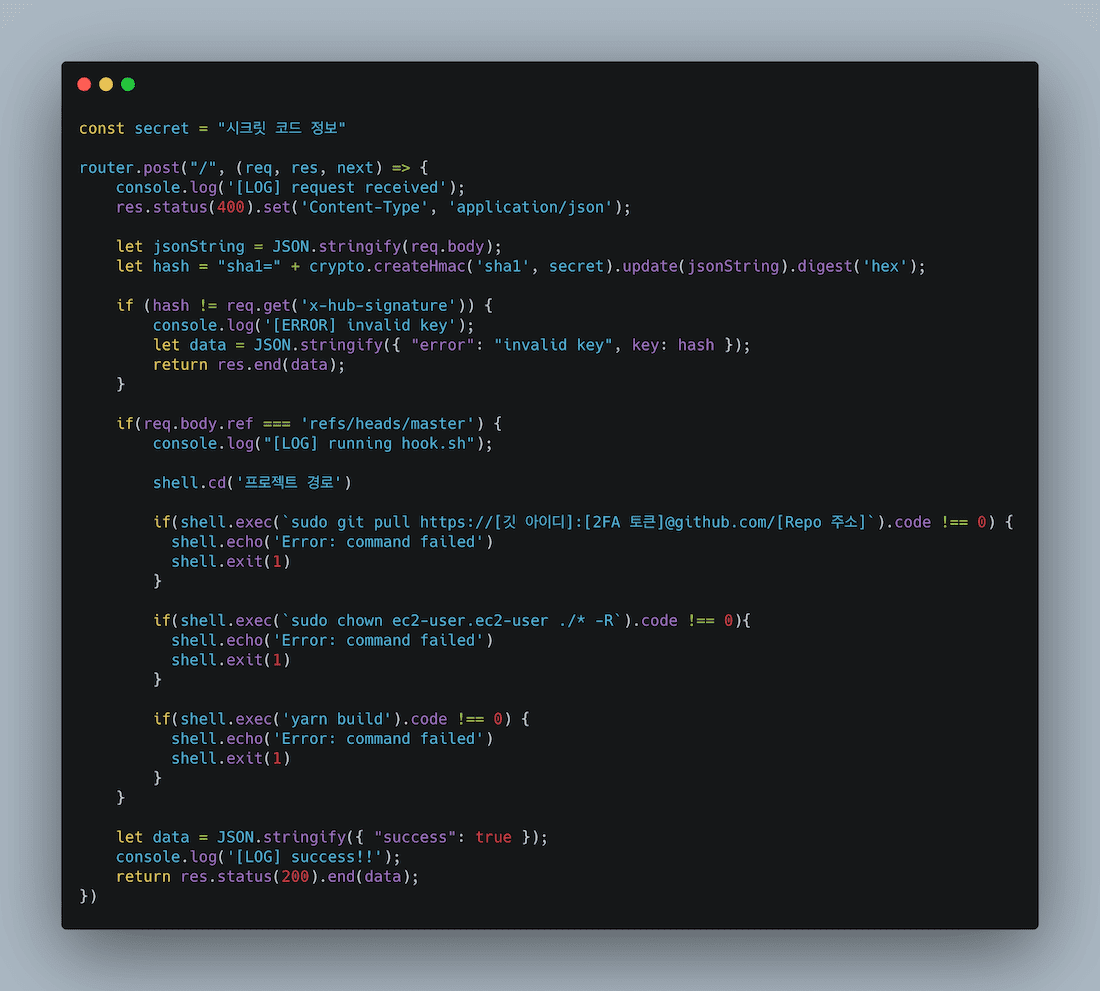 const secret = "시크릿 코드 정보"
router.post("/", (req, res, next) => {
    console.log('[LOG] request received');
    res.status(400).set('Content-Type', 'application/json');
    let jsonString = JSON.stringify(req.body);
    let hash = "sha1=" + crypto.createHmac('sha1', secret).update(jsonString).digest('hex');
    if (hash != req.get('x-hub-signature')) {
        console.log('[ERROR] invalid key');
        let data = JSON.stringify({ "error": "invalid key", key: hash });
        return res.end(data);
    }
    if(req.body.ref === 'refs/heads/master') {
        console.log("[LOG] running hook.sh");
        shell.cd('프로젝트 경로')
        if(shell.exec(`sudo git pull https://[깃 아이디]:[2FA 토큰]@github.com/[Repo 주소]`).code !== 0) {
          shell.echo('Error: command failed')
          shell.exit(1)
        }
        if(shell.exec(`sudo chown ec2-user.ec2-user ./* -R`).code !== 0){
          shell.echo('Error: command failed')
          shell.exit(1)
        }
        if(shell.exec('yarn build').code !== 0) {
          shell.echo('Error: command failed')
          shell.exit(1)
        }
    }
    let data = JSON.stringify({ "success": true });
    console.log('[LOG] success!!');
    return res.status(200).end(data);
})